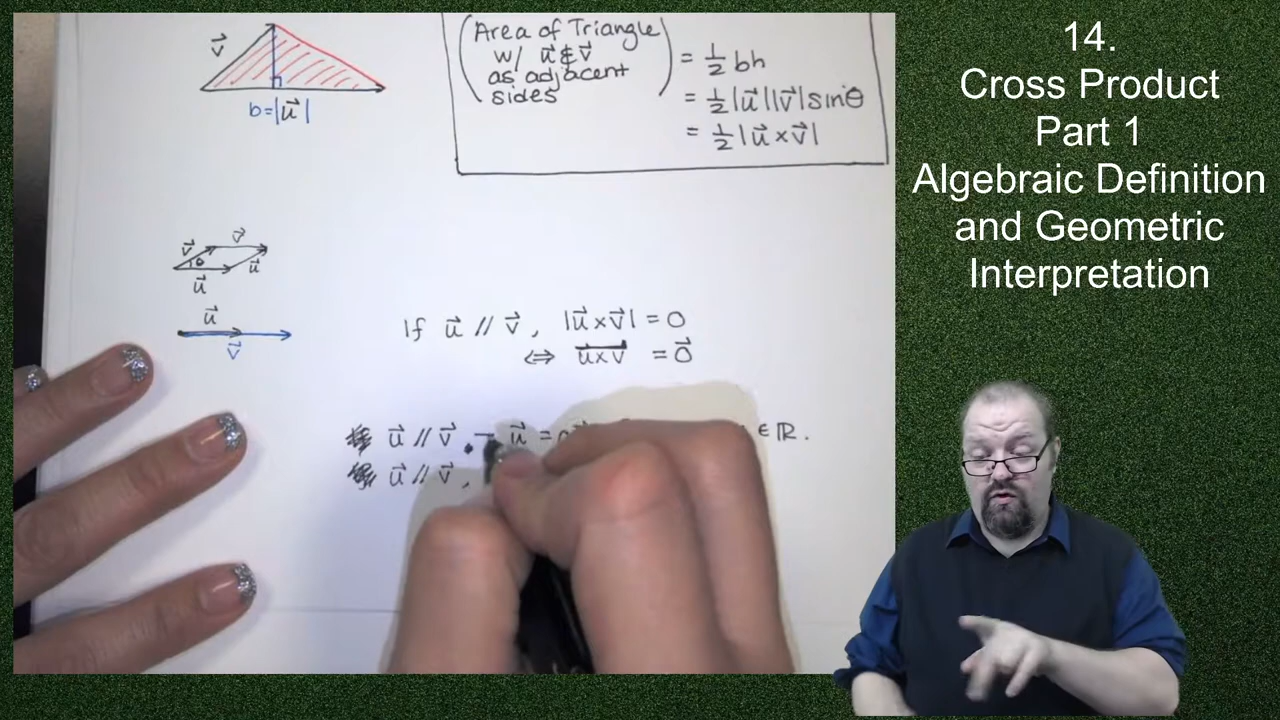 v⃗
b=|u⃗|
(Area of Triangle
w/ u⃗ & v⃗
as adjacent
sides)
= ½ bh
= ½|u⃗||v⃗|sinθ
= ½|u⃗ x v⃗|
v⃗
v⃗
θ
u⃗
u⃗
u⃗
v⃗
If u⃗ // v⃗ , |u⃗ x v⃗| = 0
⇔ u x v = 0⃗
u⃗ // v⃗ u⃗ = ∈ ℝ.
u⃗ // v⃗ ,
14.
Cross Product
Part 1
Algebraic Definition
and Geometric
Interpretation